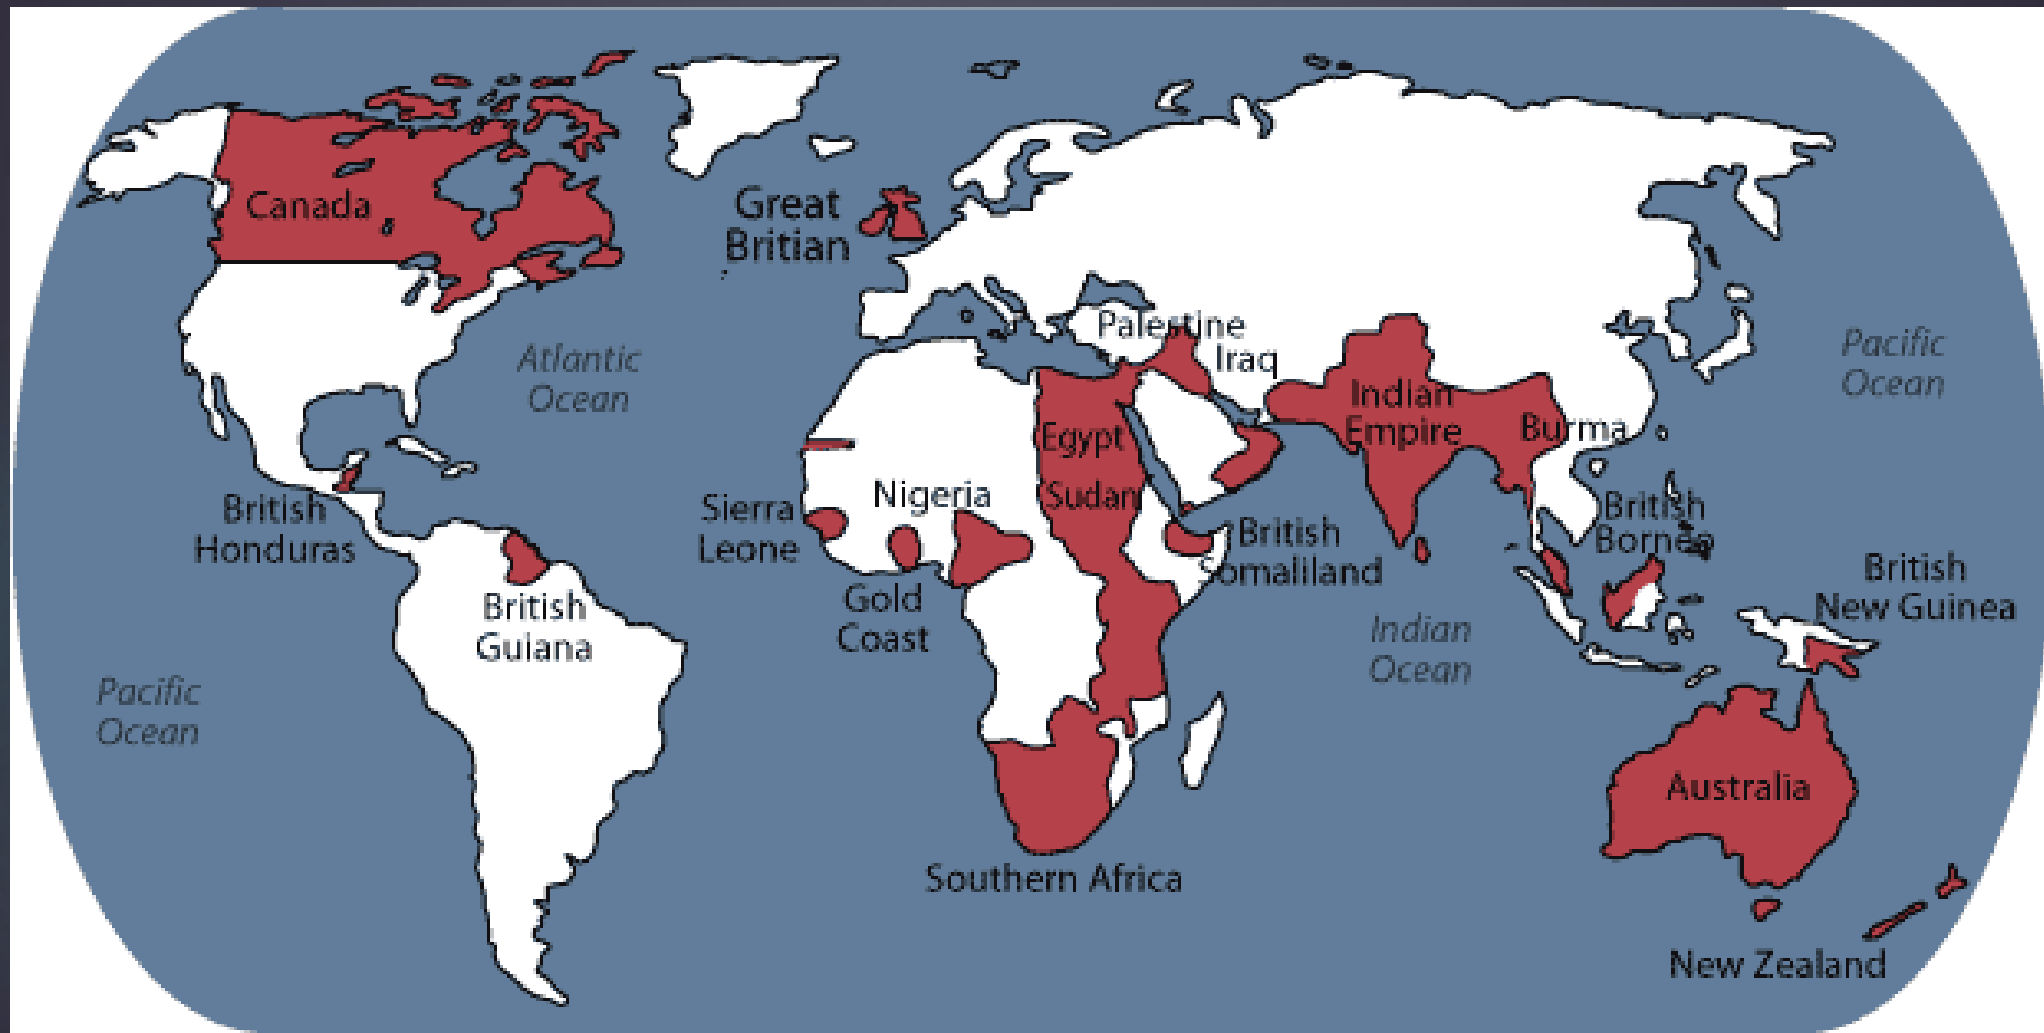 Canada
Great
Britian
Atlantic
Ocean
Palestine
Iraq
Pacific
Ocean
Indian
Empire
Burma
Egypt
Sudan
Nigeria
Sierra
Leone
British
Honduras
British
Somaliland
British
Borneo
British
New Guinea
Gold
Coast
British
Guiana
Indian
Ocean
Pacific
Ocean
Australia
Southern Africa
New Zealand